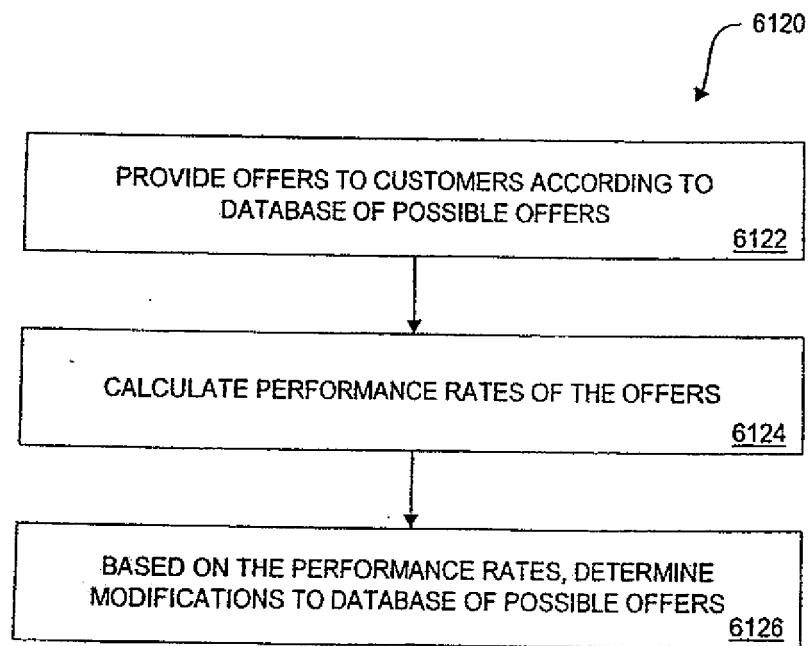 6120
PROVIDE OFFERS TO CUSTOMERS ACCORDING TO
DATABASE OF POSSIBLE OFFERS
6122
CALCULATE PERFORMANCE RATES OF THE OFFERS
6124
BASED ON THE PERFORMANCE RATES, DETERMINE
MODIFICATIONS TO DATABASE OF POSSIBLE OFFERS
6126